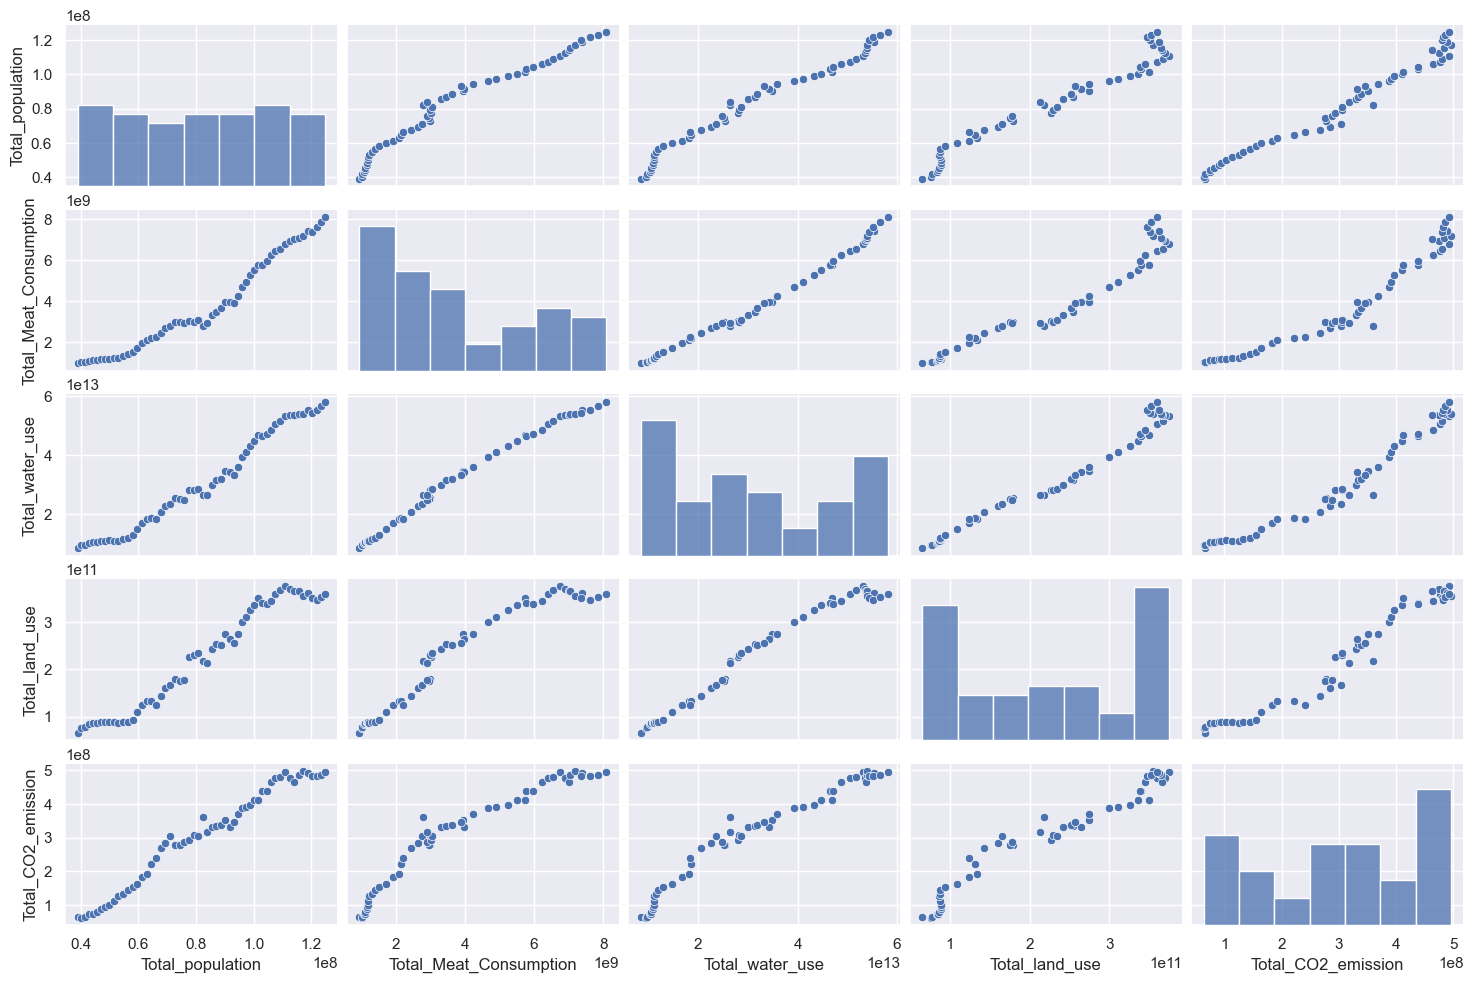 1e8
Total_population
1.2
1.0
0.8
0.6
0.4
1e9
Total_Meat_Consumption
8
6
4
2
1e13
Total_water_use
6
4
2
1e11
Total_land_use
3
2
1
1e8
Total_CO2_emission
5
4
3
2
1
0.4 0.6 0.8 1.0 1.2
Total_population 1e8
2 4 6 8
Total_Meat_Consumption 1e9
2 4 6
Total_water_use 1e13
1 2 3
Total_land_use 1e11
1 2 3 4 5
Total_CO2_emission 1e8